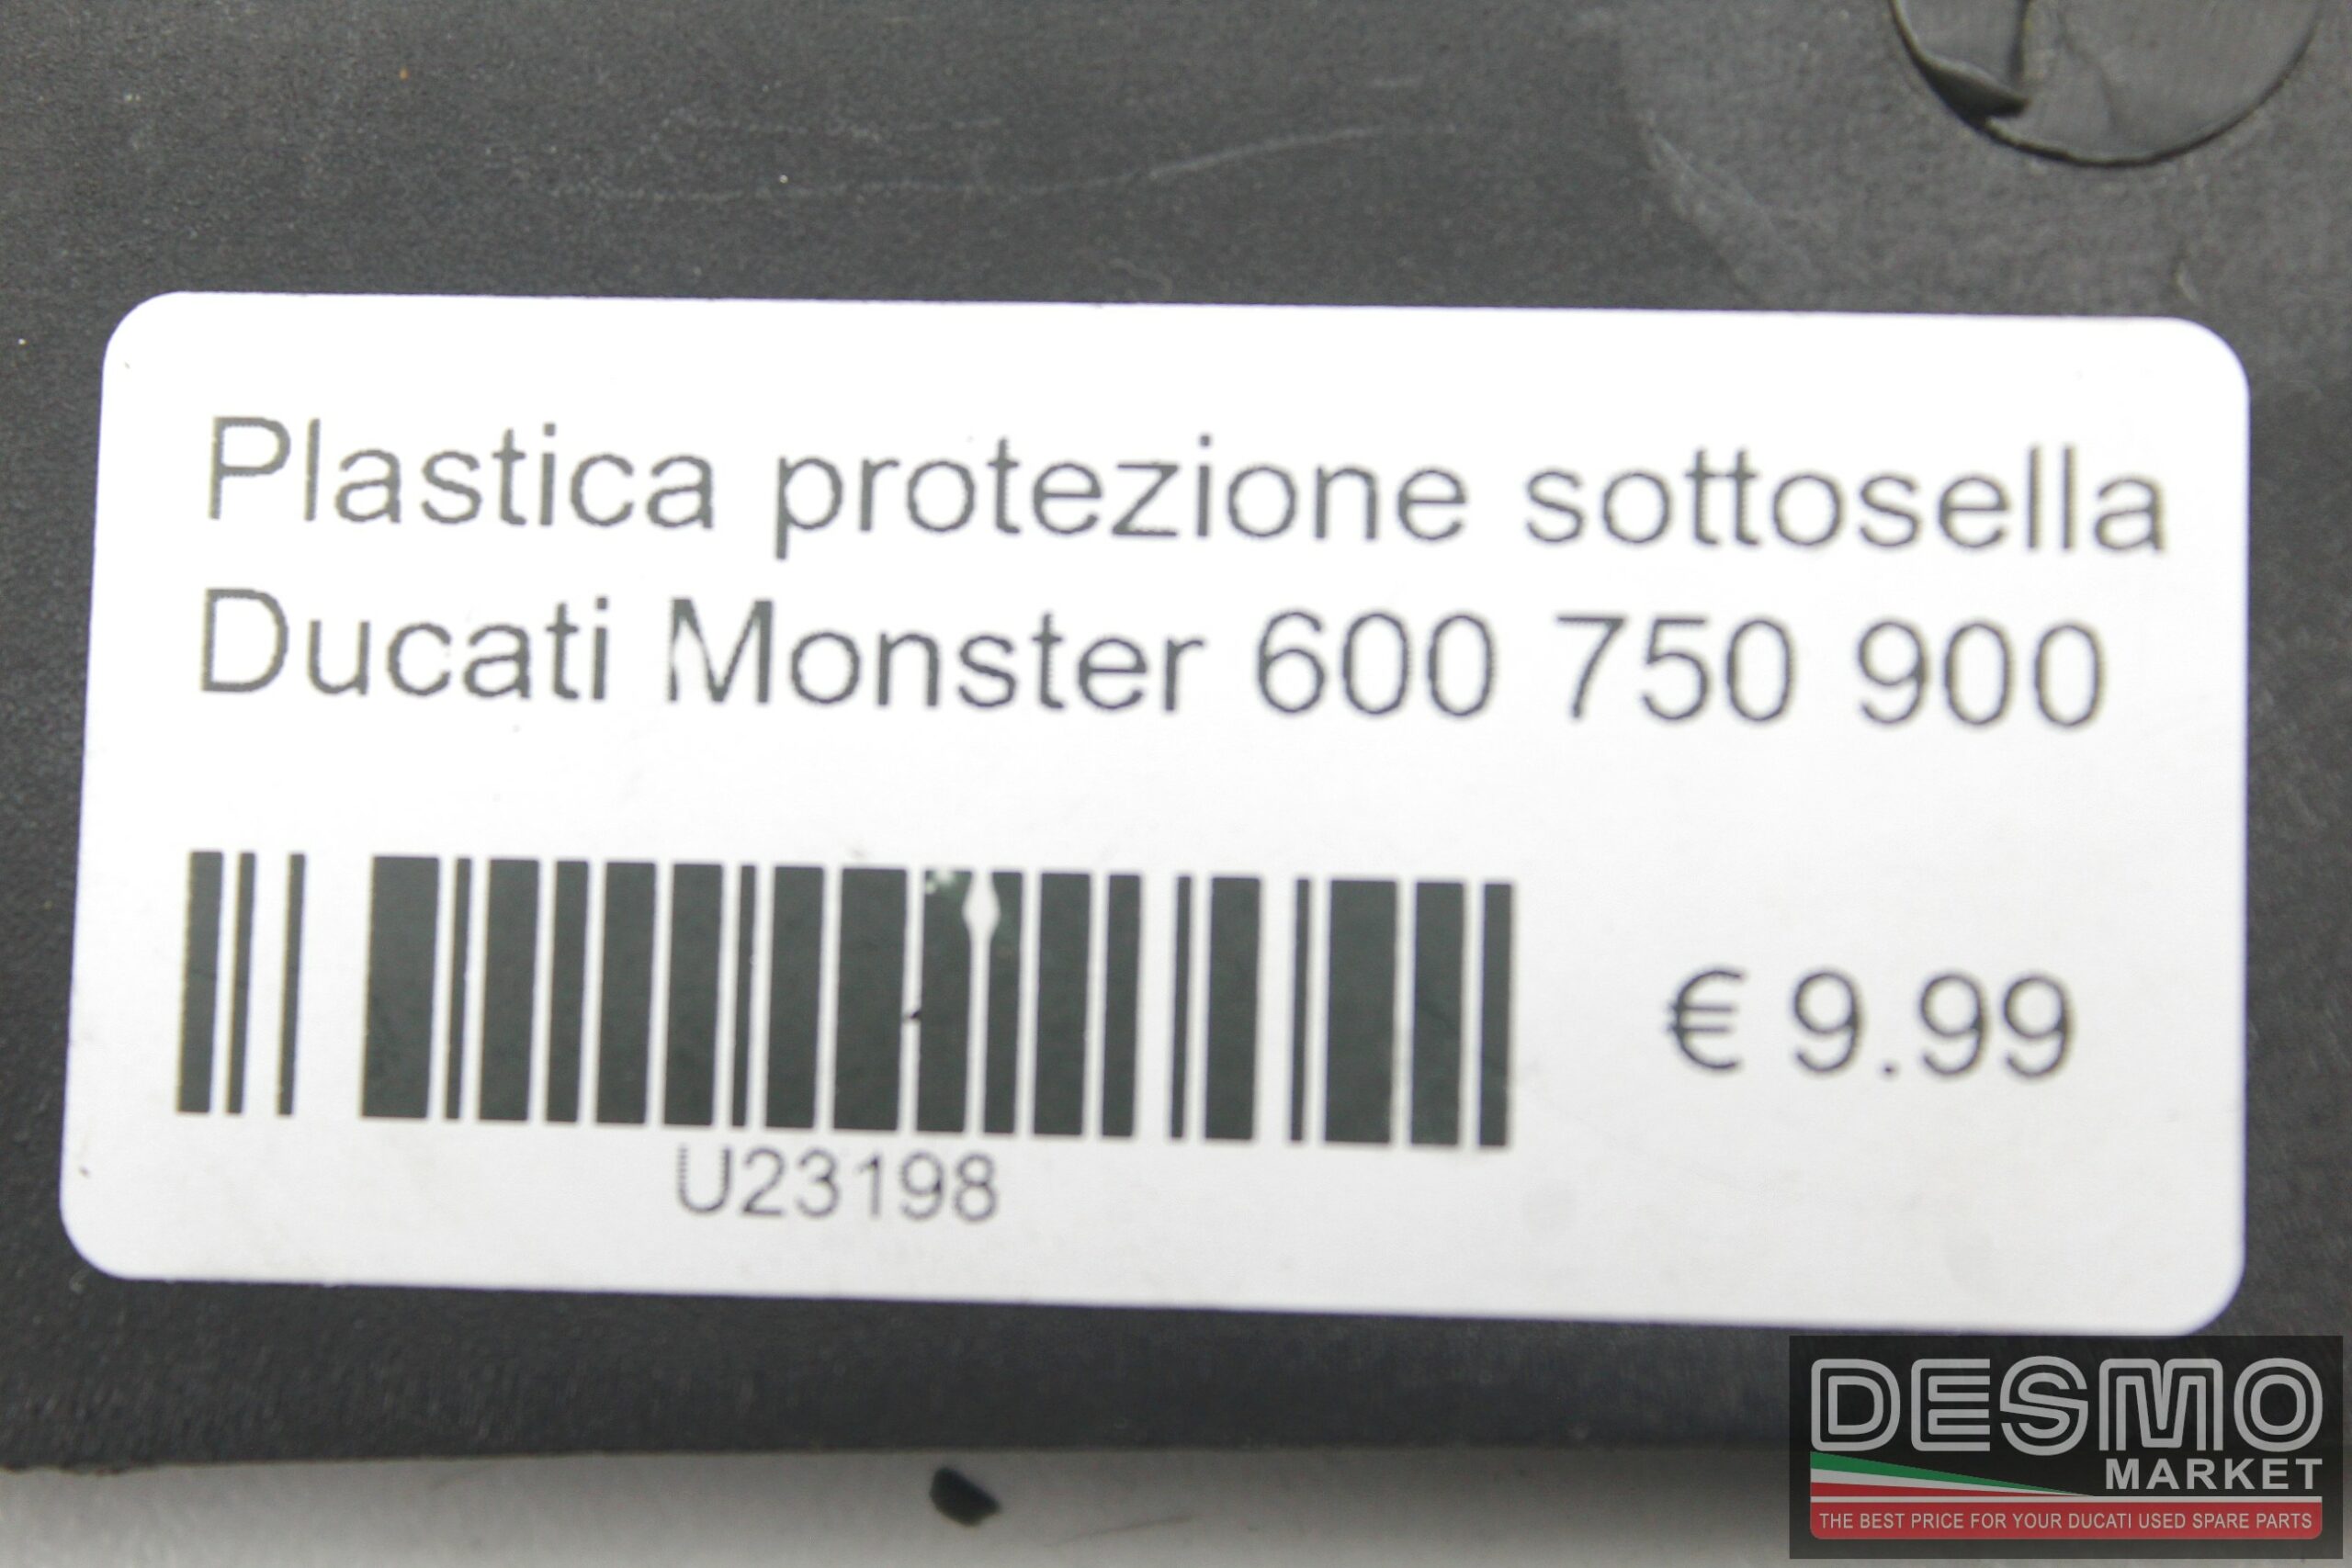 Plastica protezione sottosella
Ducati Monster 600 750 900
€ 9.99
U23198
DESMO
MARKET
THE BEST PRICE FOR YOUR DUCATI USED SPARE PARTS